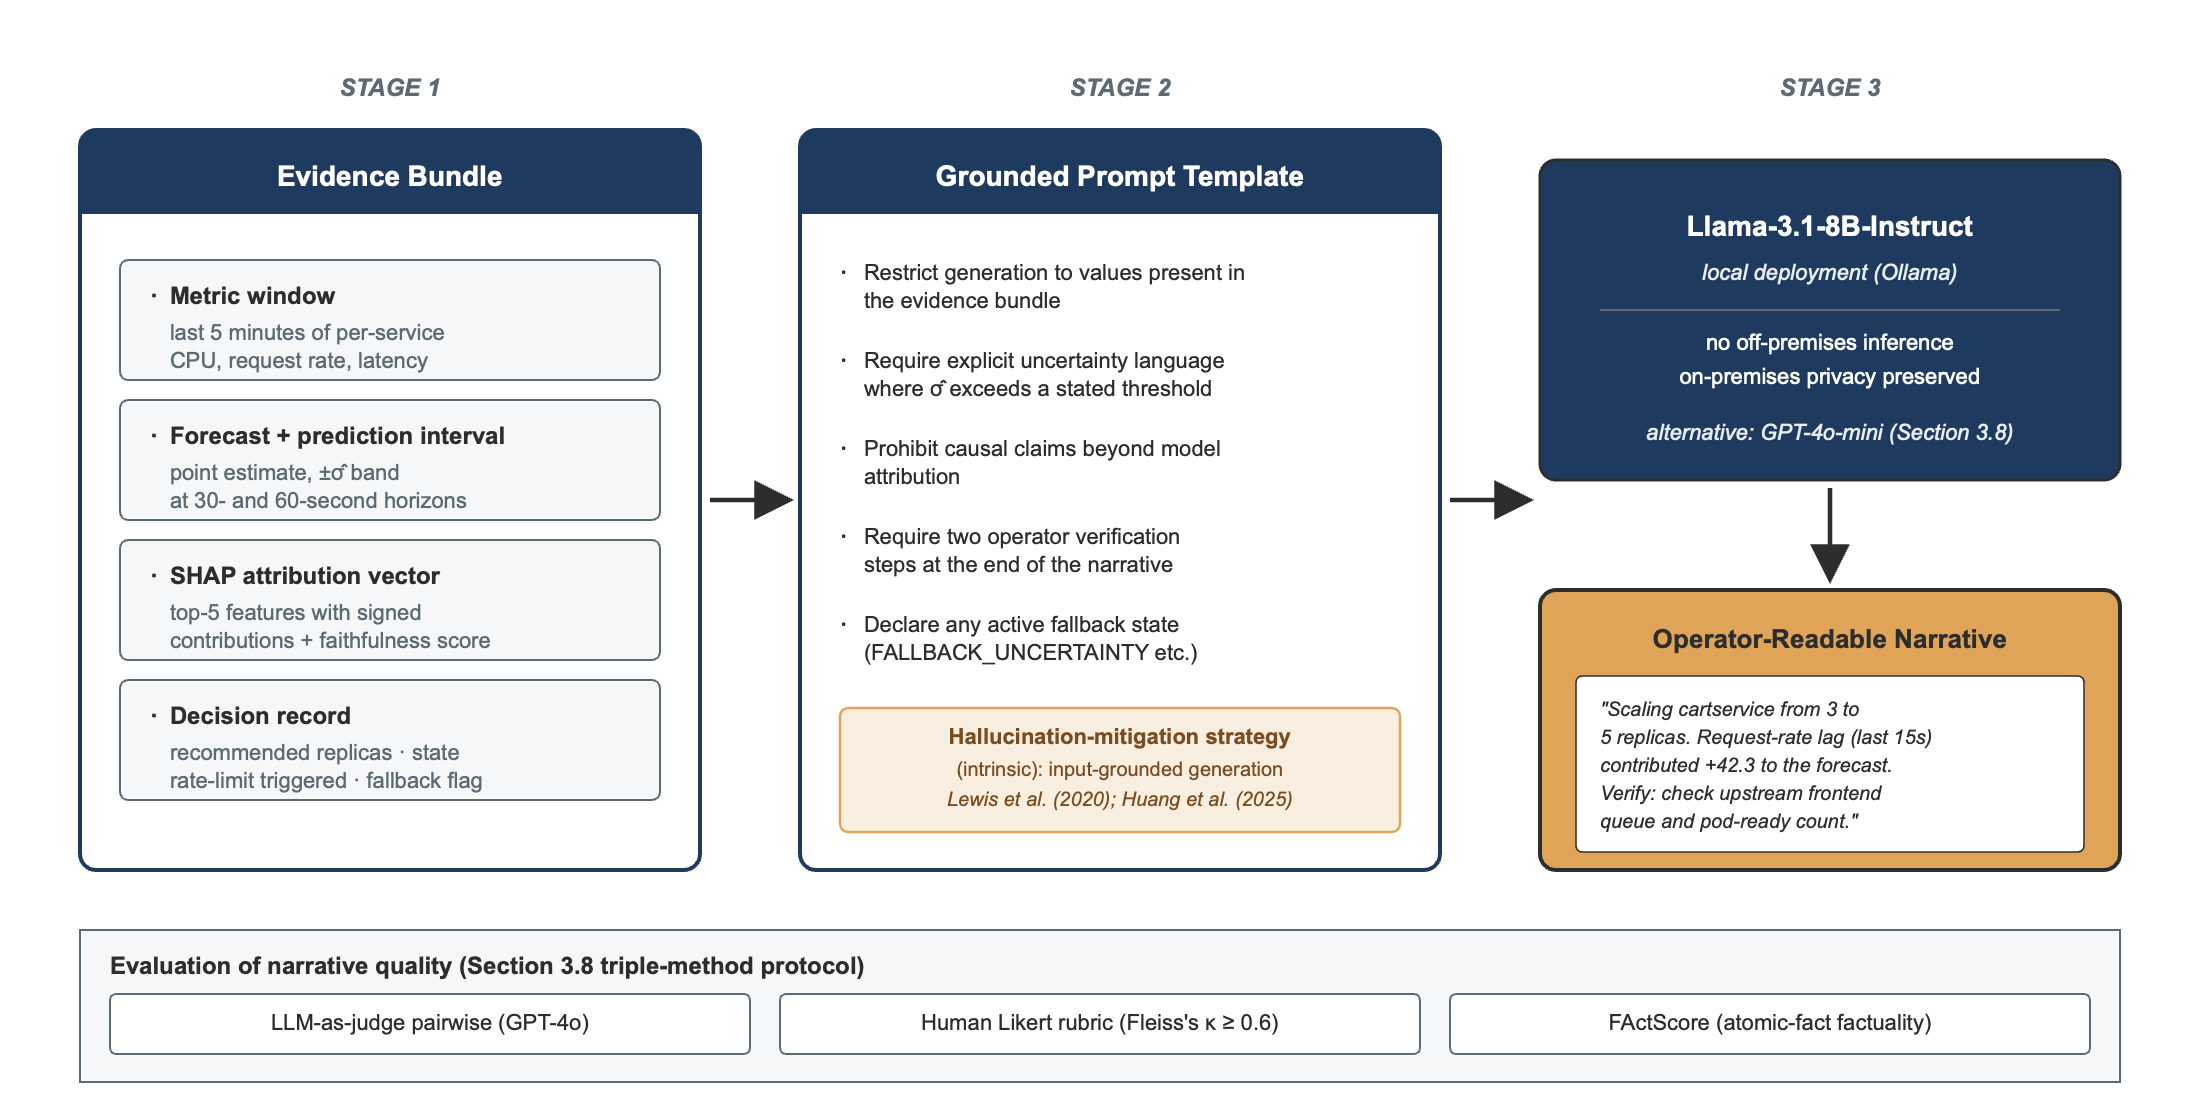 STAGE 1
Evidence Bundle
· Metric window
last 5 minutes of per-service
CPU, request rate, latency
· Forecast + prediction interval
point estimate, ±σ̂ band
at 30- and 60-second horizons
· SHAP attribution vector
top-5 features with signed
contributions + faithfulness score
· Decision record
recommended replicas · state
rate-limit triggered · fallback flag
STAGE 2
Grounded Prompt Template
· Restrict generation to values present in
the evidence bundle
· Require explicit uncertainty language
where σ̂ exceeds a stated threshold
· Prohibit causal claims beyond model
attribution
· Require two operator verification
steps at the end of the narrative
· Declare any active fallback state
(FALLBACK_UNCERTAINTY etc.)
Hallucination-mitigation strategy
(intrinsic): input-grounded generation
Lewis et al. (2020); Huang et al. (2025)
STAGE 3
Llama-3.1-8B-Instruct
local deployment (Ollama)
no off-premises inference
on-premises privacy preserved
alternative: GPT-4o-mini (Section 3.8)
Operator-Readable Narrative
"Scaling cartservice from 3 to
5 replicas. Request-rate lag (last 15s)
contributed +42.3 to the forecast.
Verify: check upstream frontend
queue and pod-ready count."
Evaluation of narrative quality (Section 3.8 triple-method protocol)
LLM-as-judge pairwise (GPT-4o)
Human Likert rubric (Fleiss's κ ≥ 0.6)
FActScore (atomic-fact factuality)